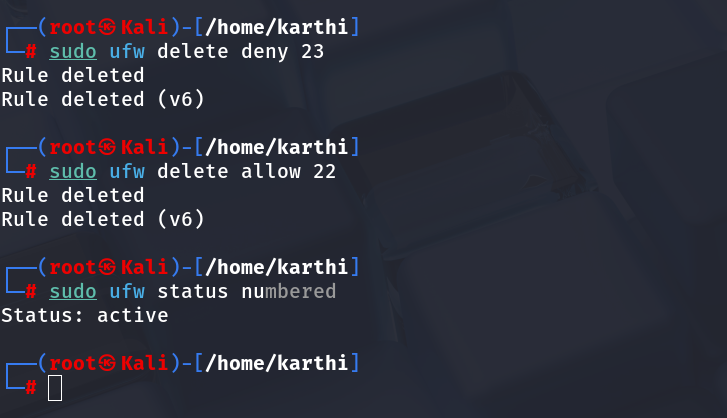 ┌──(root㉿Kali)-[/home/karthi]
└─# sudo ufw delete deny 23
Rule deleted
Rule deleted (v6)
┌──(root㉿Kali)-[/home/karthi]
└─# sudo ufw delete allow 22
Rule deleted
Rule deleted (v6)
┌──(root㉿Kali)-[/home/karthi]
└─# sudo ufw status numbered
Status: active
┌──(root㉿Kali)-[/home/karthi]
└─#